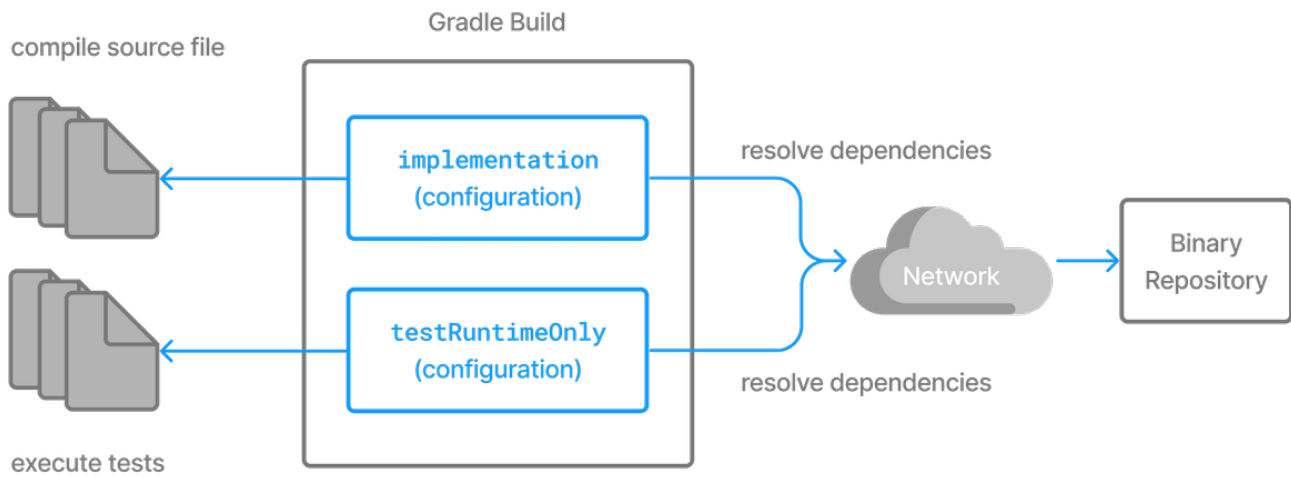 Gradle Build
compile source file
implementation
(configuration)
resolve dependencies
Network
Binary
Repository
testRuntimeOnly
(configuration)
resolve dependencies
execute tests